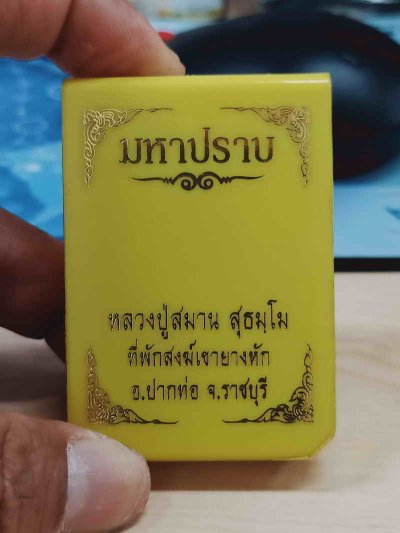 มหาปราบ
หลวงปู่สมาน สุธมฺโม
ที่พักสงฆ์เขายางหัก
อ.ปากท่อ จ.ราชบุรี